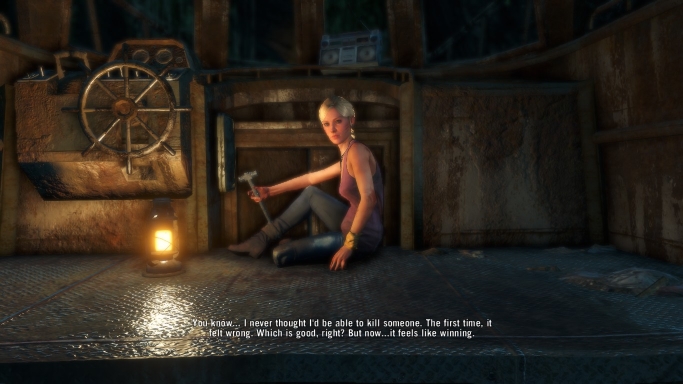 You know... I never thought I'd be able to kill someone. The first time, it
felt wrong. Which is good, right? But now...it feels like winning.